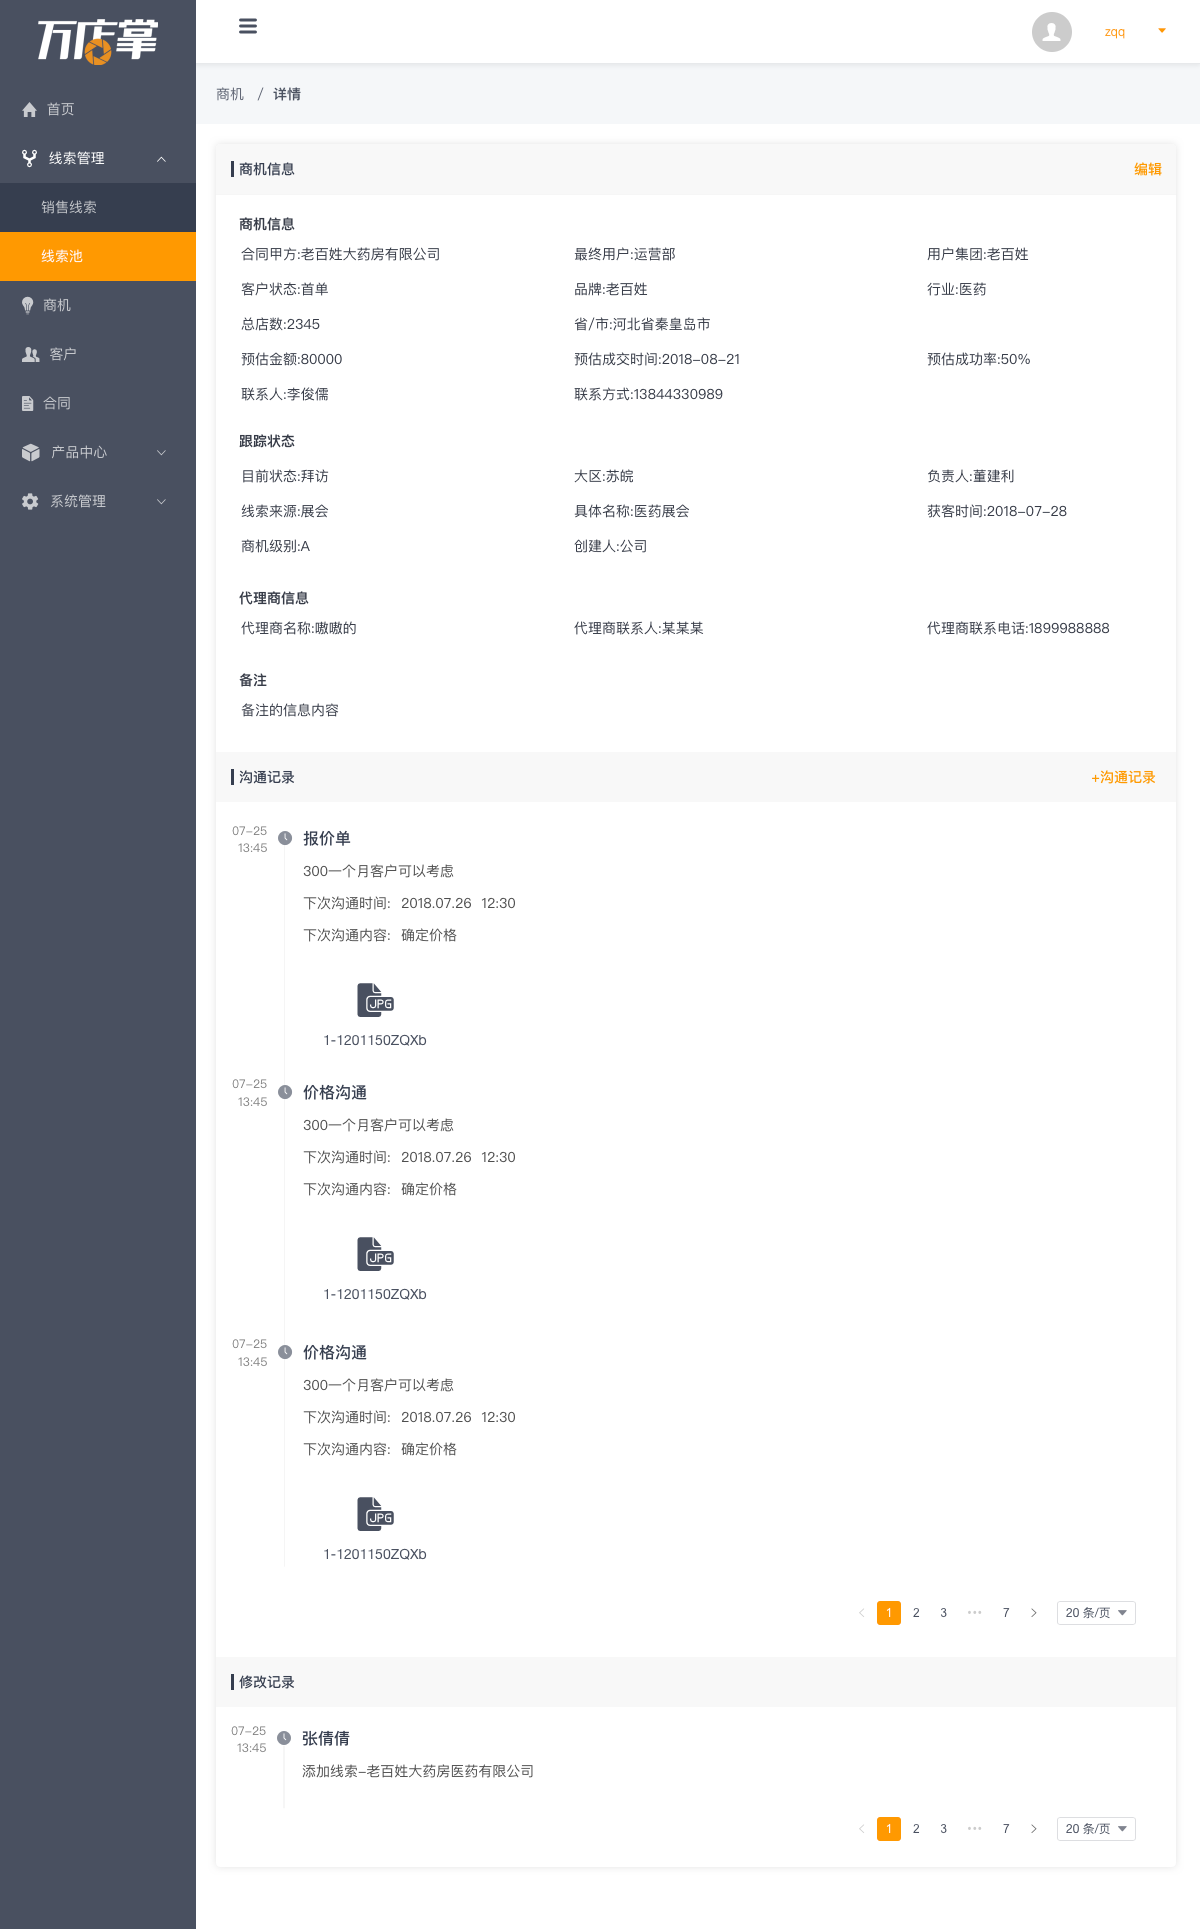 万店掌
zqq
首页
线索管理
销售线索
线索池
商机
客户
合同
产品中心
系统管理
商机 / 详情
商机信息 编辑
商机信息
合同甲方:老百姓大药房有限公司 最终用户:运营部 用户集团:老百姓
客户状态:首单 品牌:老百姓 行业:医药
总店数:2345 省/市:河北省秦皇岛市
预估金额:80000 预估成交时间:2018-08-21 预估成功率:50%
联系人:李俊儒 联系方式:13844330989
跟踪状态
目前状态:拜访 大区:苏皖 负责人:董建利
线索来源:展会 具体名称:医药展会 获客时间:2018-07-28
商机级别:A 创建人:公司
代理商信息
代理商名称:嗷嗷的 代理商联系人:某某某 代理商联系电话:1899988888
备注
备注的信息内容
沟通记录 +沟通记录
07-25
13:45
报价单
300一个月客户可以考虑
下次沟通时间: 2018.07.26 12:30
下次沟通内容: 确定价格
JPG
1-1201150ZQXb
07-25
13:45
价格沟通
300一个月客户可以考虑
下次沟通时间: 2018.07.26 12:30
下次沟通内容: 确定价格
JPG
1-1201150ZQXb
07-25
13:45
价格沟通
300一个月客户可以考虑
下次沟通时间: 2018.07.26 12:30
下次沟通内容: 确定价格
JPG
1-1201150ZQXb
1 2 3 ··· 7 20 条/页
修改记录
07-25
13:45
张倩倩
添加线索-老百姓大药房医药有限公司
1 2 3 ··· 7 20 条/页